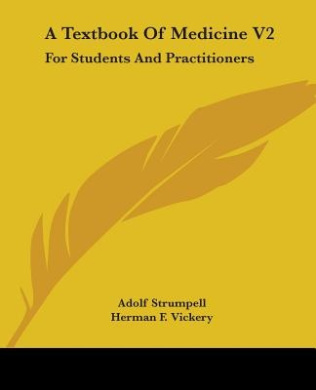 A Textbook Of Medicine V2
For Students And Practitioners
Adolf Strumpell
Herman F. Vickery